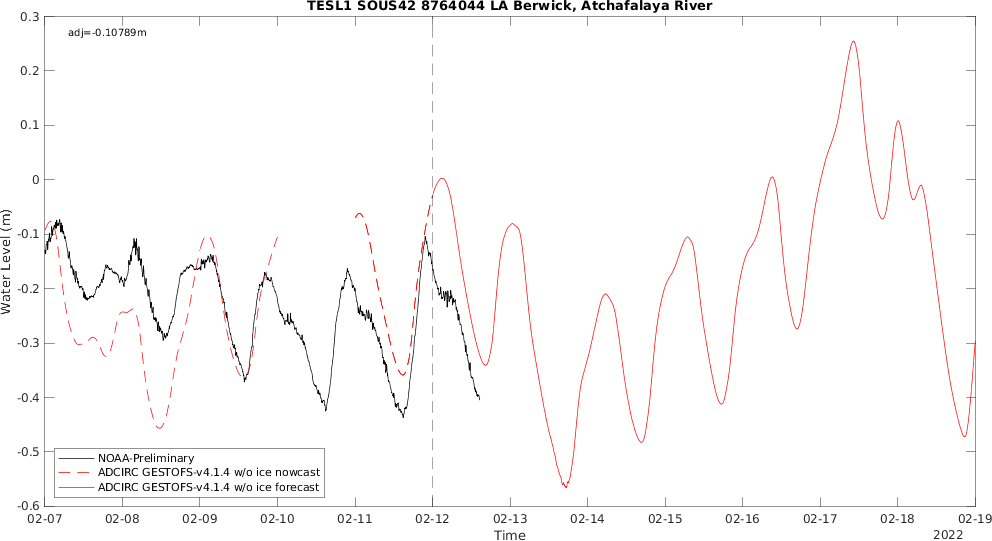 TESL1 SOUS42 8764044 LA Berwick, Atchafalaya River
adj=-0.10789m
0.3
0.2
0.1
0
-0.1
-0.2
-0.3
-0.4
-0.5
-0.6
Water Level (m)
NOAA-Preliminary
ADCIRC GESTOFS-v4.1.4 w/o ice nowcast
ADCIRC GESTOFS-v4.1.4 w/o ice forecast
02-07 02-08 02-09 02-10 02-11 02-12 02-13 02-14 02-15 02-16 02-17 02-18 02-19
Time
2022